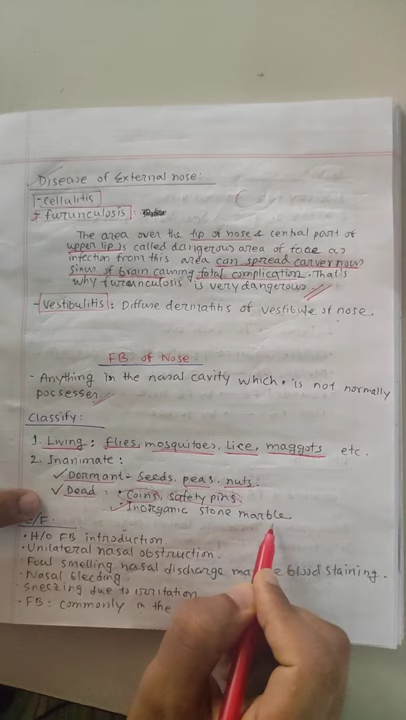 Disease of External nose:
- cellulitis
- furunculosis:
The area over the tip of nose & central part of
upper lip is called dangerous area of face as
infection from this area can spread cavernous
sinus of brain causing total complication. That's
why furunculosis is very dangerous.
- Vestibulitis: Diffuse dermatitis of vestibule of nose.
FB of Nose
- Anything in the nasal cavity which is not normally
possesses
Classify:
1. Living: flies, mosquitoes, Lice, maggots etc.
2. Inanimate:
✓ Dormant - Seeds, peas, nuts.
✓ Dead: • Coins, safety pins.
✓ Inorganic stone marble
C/F:
• H/O FB introduction.
• Unilateral nasal obstruction.
• Foul smelling nasal discharge blood staining.
• Nasal bleeding
• Sneezing due to irritation
• FB: commonly in the